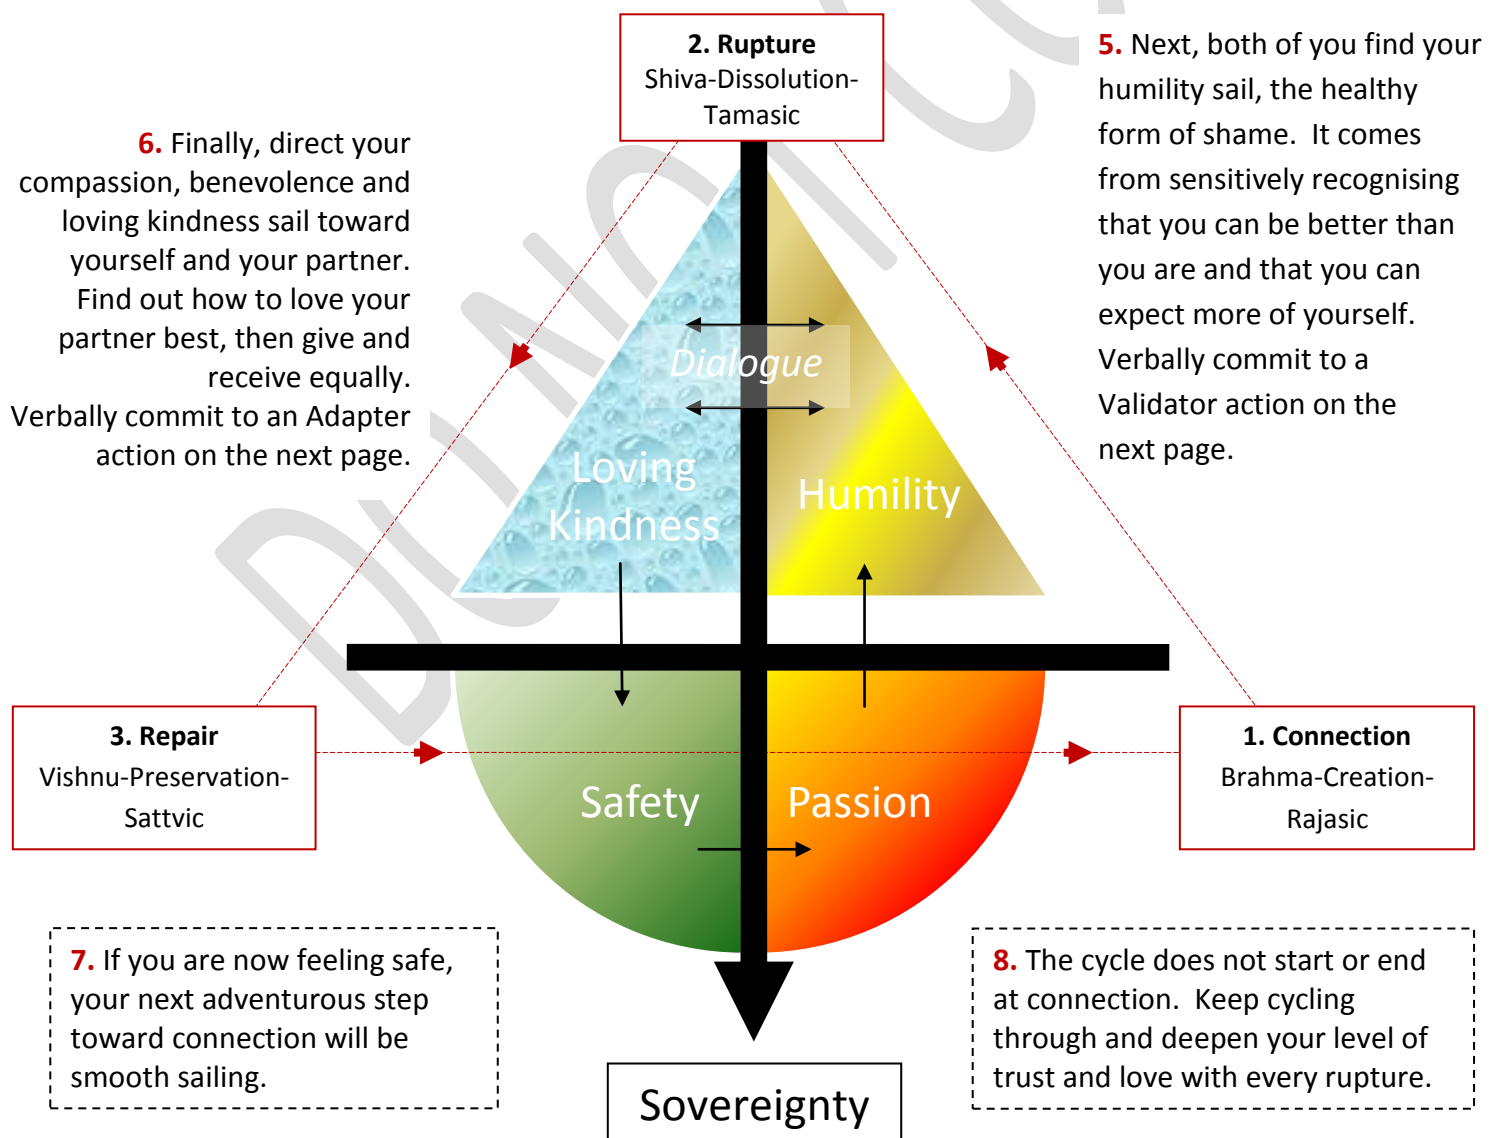 2. Rupture
Shiva-Dissolution-
Tamasic
5. Next, both of you find your
humility sail, the healthy
form of shame. It comes
from sensitively recognising
that you can be better than
you are and that you can
expect more of yourself.
Verbally commit to a
Validator action on the
next page.
6. Finally, direct your
compassion, benevolence and
loving kindness sail toward
yourself and your partner.
Find out how to love your
partner best, then give and
receive equally.
Verbally commit to an Adapter
action on the next page.
Dialogue
Loving
Kindness
Humility
3. Repair
Vishnu-Preservation-
Sattvic
1. Connection
Brahma-Creation-
Rajasic
Safety
Passion
7. If you are now feeling safe,
your next adventurous step
toward connection will be
smooth sailing.
8. The cycle does not start or end
at connection. Keep cycling
through and deepen your level of
trust and love with every rupture.
Sovereignty
DO NOT